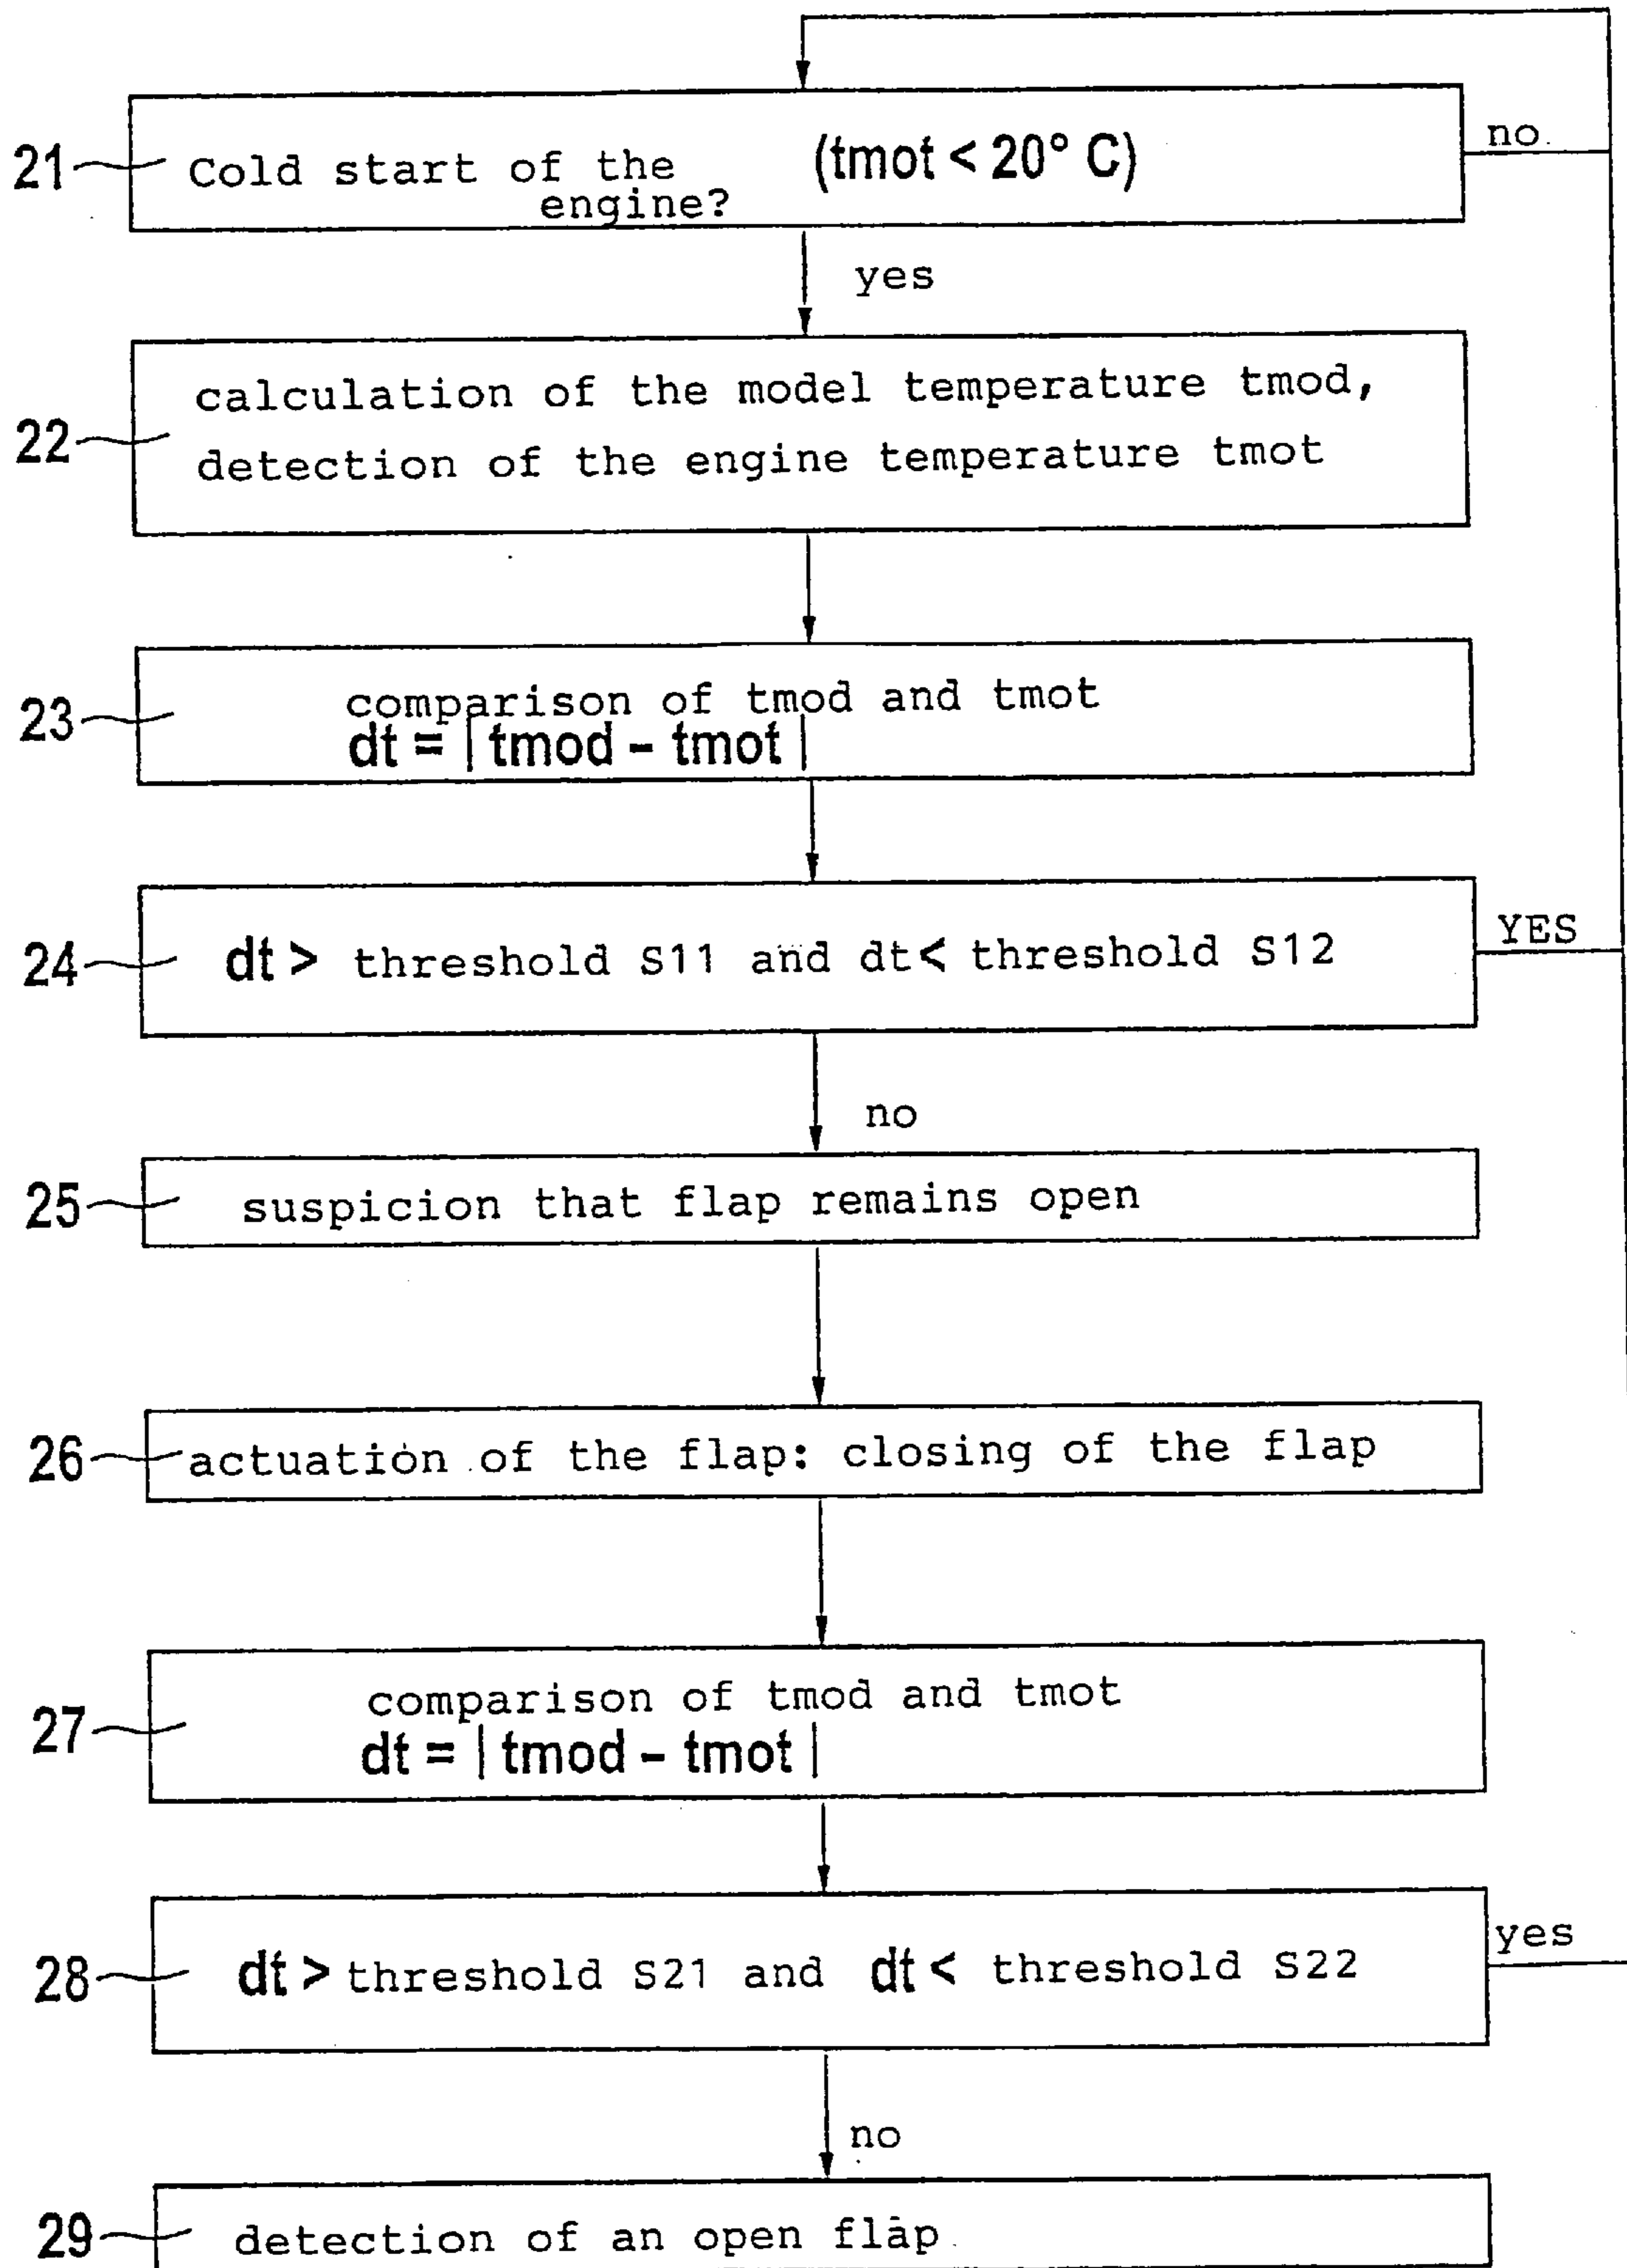 21 Cold start of the (tmot < 20° C)
engine?
no.
yes
22 calculation of the model temperature tmod,
detection of the engine temperature tmot
23 comparison of tmod and tmot
dt = | tmod – tmot |
24 dt > threshold S11 and dt< threshold S12
YES
no
25 suspicion that flap remains open
26 actuation of the flap: closing of the flap
27 comparison of tmod and tmot
dt = | tmod – tmot |
28 dt > threshold S21 and dt < threshold S22
yes
no
29 detection of an open flap